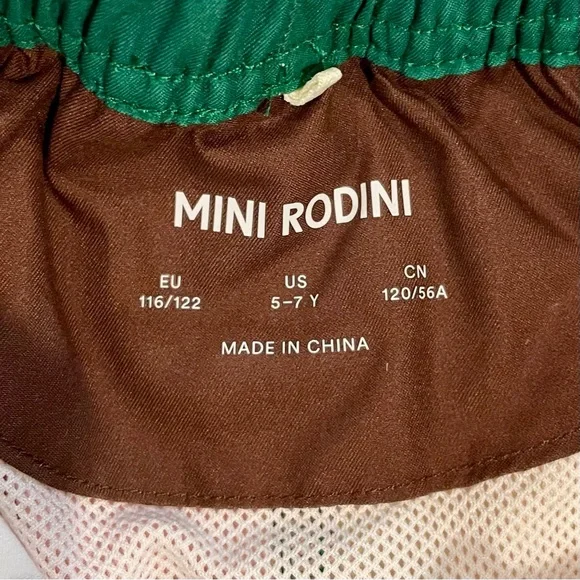 MINI RODINI
EU US CN
116/122 5-7 Y 120/56A
MADE IN CHINA